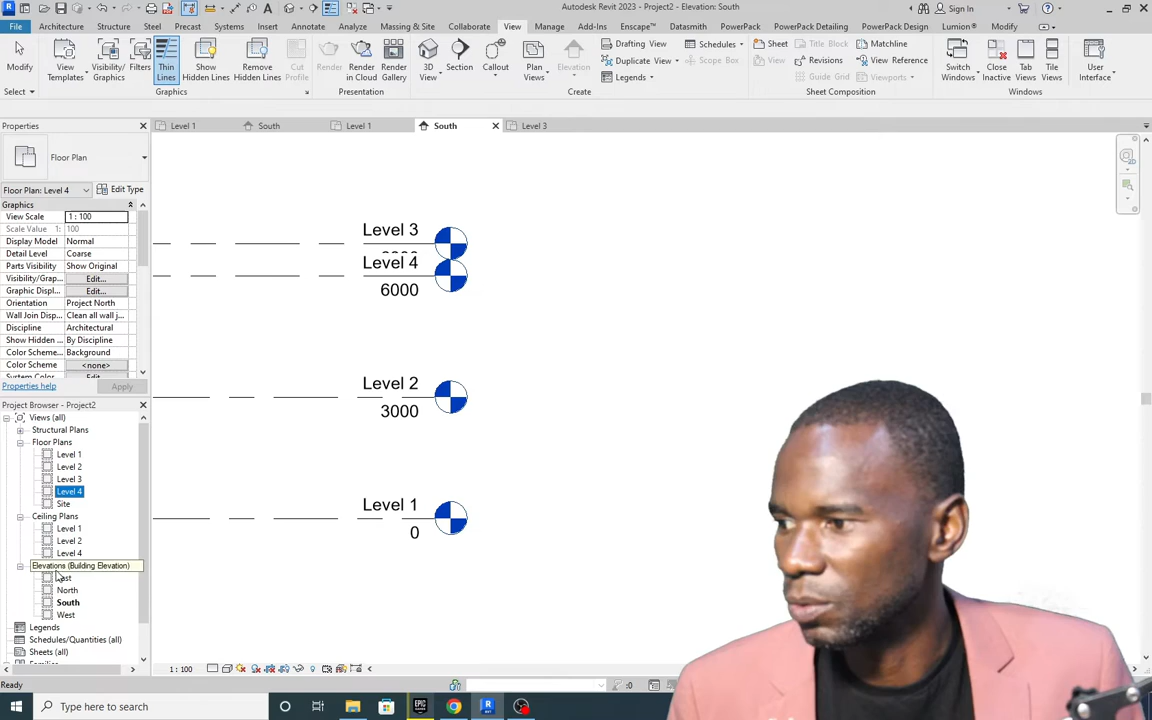 Autodesk Revit 2023 - Project2 - Elevation: South
Sign In
File Architecture Structure Steel Precast Systems Insert Annotate Analyze Massing & Site Collaborate View Manage Add-Ins Enscape™ Datsmith PowerPack PowerPack Detailing PowerPack Design Lumion® Modify
Modify
View Templates
Visibility/ Graphics
Filters
Thin Lines
Show Hidden Lines
Remove Hidden Lines
Cut Profile
Render
Render in Cloud
Render Gallery
3D View
Section
Callout
Plan Views
Elevation
Drafting View
Duplicate View
Legends
Schedules
Scope Box
Sheet
View
Title Block
Revisions
Guide Grid
Matchline
View Reference
Viewports
Switch Windows
Close Inactive
Tab Views
Tile Views
User Interface
Select
Graphics
Presentation
Create
Sheet Composition
Windows
Properties
Level 1
South
Level 1
South
Level 3
Floor Plan
Floor Plan: Level 4
Edit Type
Graphics
View Scale 1 : 100
Scale Value 1: 100
Display Model Normal
Detail Level Coarse
Parts Visibility Show Original
Visibility/Grap... Edit...
Graphic Displ... Edit...
Orientation Project North
Wall Join Disp... Clean all wall j...
Discipline Architectural
Show Hidden ... By Discipline
Color Scheme... Background
Color Scheme <none>
System Color... Edit...
Properties help
Apply
Project Browser - Project2
Views (all)
Structural Plans
Floor Plans
Level 1
Level 2
Level 3
Level 4
Site
Ceiling Plans
Level 1
Level 2
Level 4
Elevations (Building Elevation)
East
North
South
West
Legends
Schedules/Quantities (all)
Sheets (all)
Level 3
Level 4
6000
Level 2
3000
Level 1
0
1 : 100
Ready
:0
Type here to search